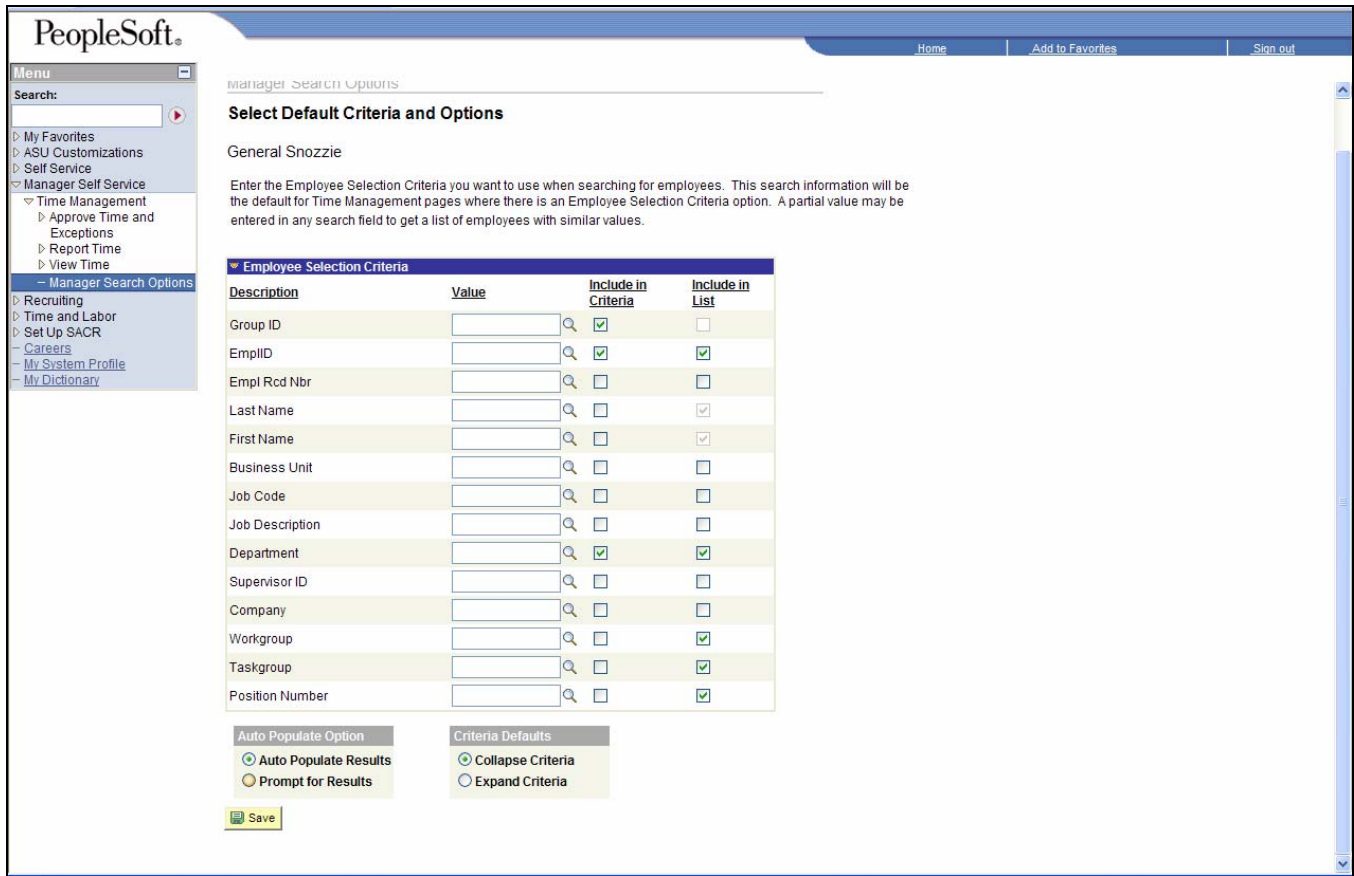 PeopleSoft®
Home
Add to Favorites
Sign out
Menu
Search:
My Favorites
ASU Customizations
Self Service
Manager Self Service
Time Management
Approve Time and
Exceptions
Report Time
View Time
– Manager Search Options
Recruiting
Time and Labor
Set Up SACR
– Careers
– My System Profile
– My Dictionary
Manager Search Options
Select Default Criteria and Options
General Snozzie
Enter the Employee Selection Criteria you want to use when searching for employees. This search information will be
the default for Time Management pages where there is an Employee Selection Criteria option. A partial value may be
entered in any search field to get a list of employees with similar values.
Employee Selection Criteria
Description Value Include in Criteria Include in List
Group ID
EmplID
Empl Rcd Nbr
Last Name
First Name
Business Unit
Job Code
Job Description
Department
Supervisor ID
Company
Workgroup
Taskgroup
Position Number
Auto Populate Option
Auto Populate Results
Prompt for Results
Criteria Defaults
Collapse Criteria
Expand Criteria
Save